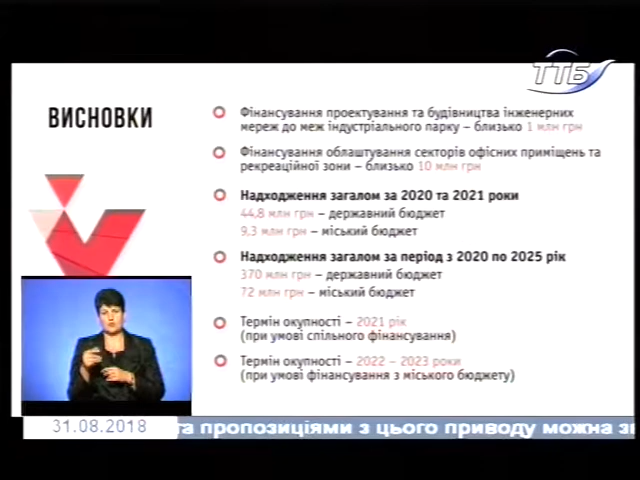 ТТБ
ВИСНОВКИ
Фінансування проектування та будівництва інженерних
мереж до меж індустріального парку – близько 1 млн грн
Фінансування облаштування секторів офісних приміщень та
рекреаційної зони – близько 10 млн грн
Надходження загалом за 2020 та 2021 роки
44,8 млн грн – державний бюджет
9.3 млн грн – міський бюджет
Надходження загалом за період з 2020 по 2025 рік
370 млн грн – державний бюджет
72 млн грн – міський бюджет
Термін окупності – 2021 рік
(при умові спільного фінансування)
Термін окупності – 2022 – 2023 роки
(при умові фінансування з міського бюджету)
31.08.2018 та пропозиціями з цього приводу можна з